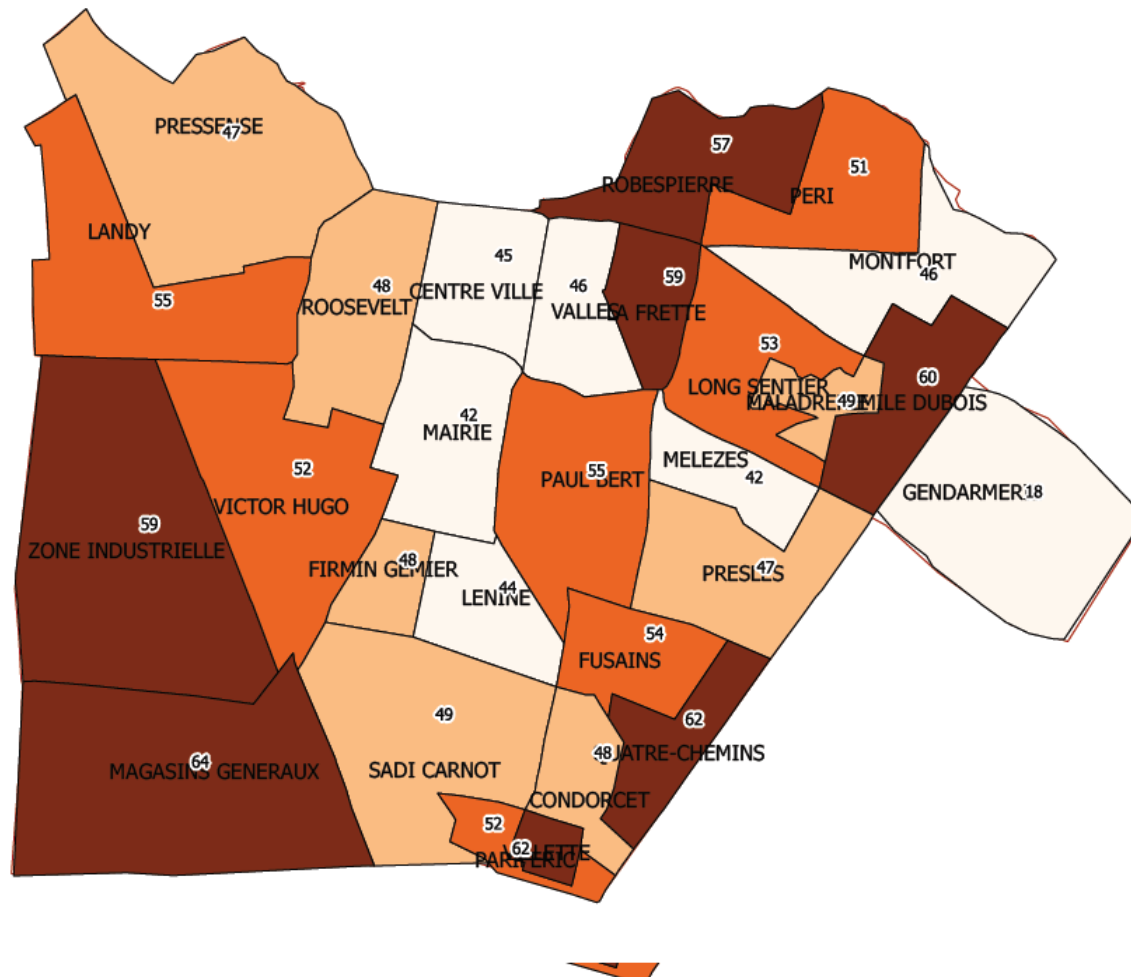 PRESSENSE
47
57
ROBESPIERRE
51
PERI
LANDY
55
48
ROOSEVELT
45
CENTRE VILLE
46
VALLES
59
LA FRETTE
MONTFORT
46
53
LONG SENTIER
49
60
GENDARMERIE
18
42
MAIRIE
MELEZES
42
PAUL BERT
55
52
VICTOR HUGO
59
ZONE INDUSTRIELLE
48
FIRMIN GEMIER
44
LENINE
47
PRESLES
54
FUSAINS
62
49
SADI CARNOT
64
MAGASINS GENERAUX
48
CONDORCET
52
62